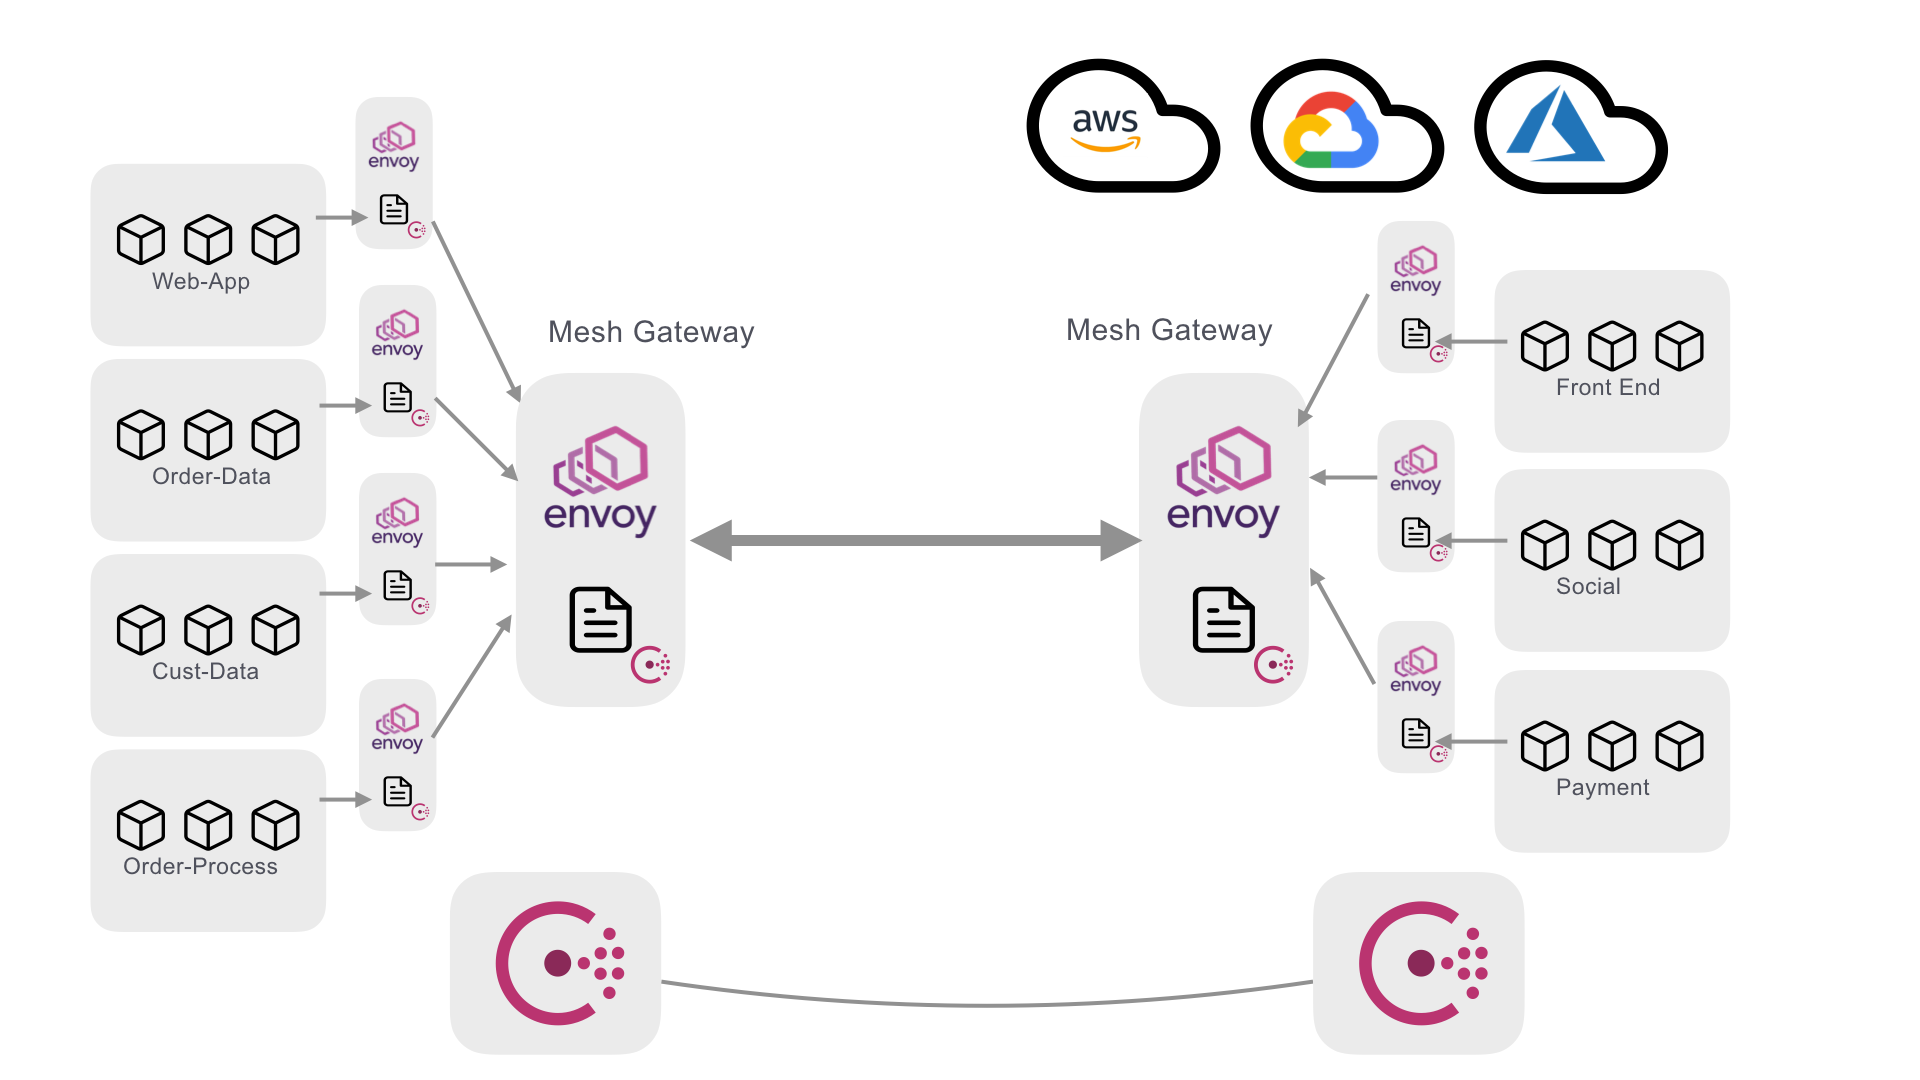 aws
envoy
Web-App
envoy
Order-Data
envoy
Cust-Data
envoy
Order-Process
Mesh Gateway
envoy
Mesh Gateway
envoy
envoy
Front End
envoy
Social
envoy
Payment